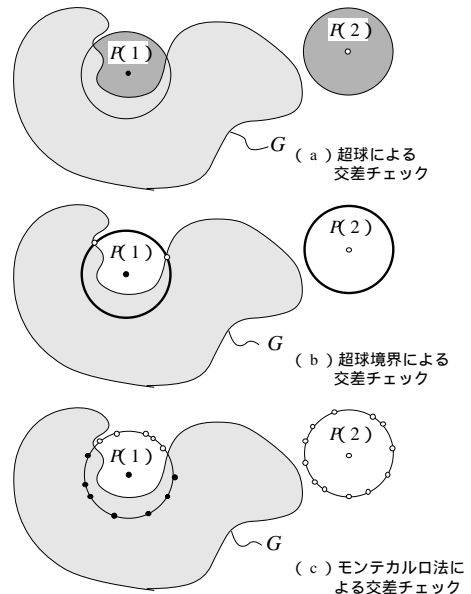 P(1)
P(2)
G
( a ) 超球による
交差チェック
P(1)
P(2)
G
( b ) 超球境界による
交差チェック
P(1)
P(2)
G
( c ) モンテカルロ法に
よる交差チェック